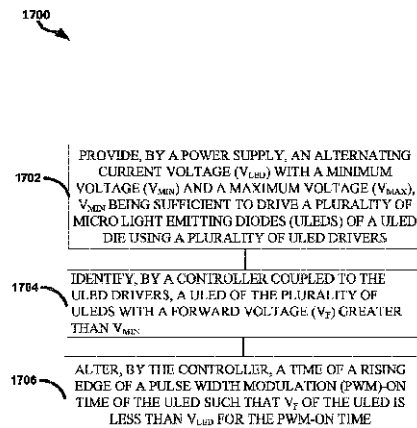 1700
1702
PROVIDE, BY A POWER SUPPLY, AN ALTERNATING
CURRENT VOLTAGE (VLED) WITH A MINIMUM
VOLTAGE (VMIN) AND A MAXIMUM VOLTAGE (VMAX),
VMIN BEING SUFFICIENT TO DRIVE A PLURALITY OF
MICRO LIGHT EMITTING DIODES (ULEDS) OF A ULED
DIE USING A PLURALITY OF ULED DRIVERS
1704
IDENTIFY, BY A CONTROLLER COUPLED TO THE
ULED DRIVERS, A ULED OF THE PLURALITY OF
ULEDS WITH A FORWARD VOLTAGE (VF) GREATER
THAN VMIN
1706
ALTER, BY THE CONTROLLER, A TIME OF A RISING
EDGE OF A PULSE WIDTH MODULATION (PWM)-ON
TIME OF THE ULED SUCH THAT VF OF THE ULED IS
LESS THAN VLED FOR THE PWM-ON TIME